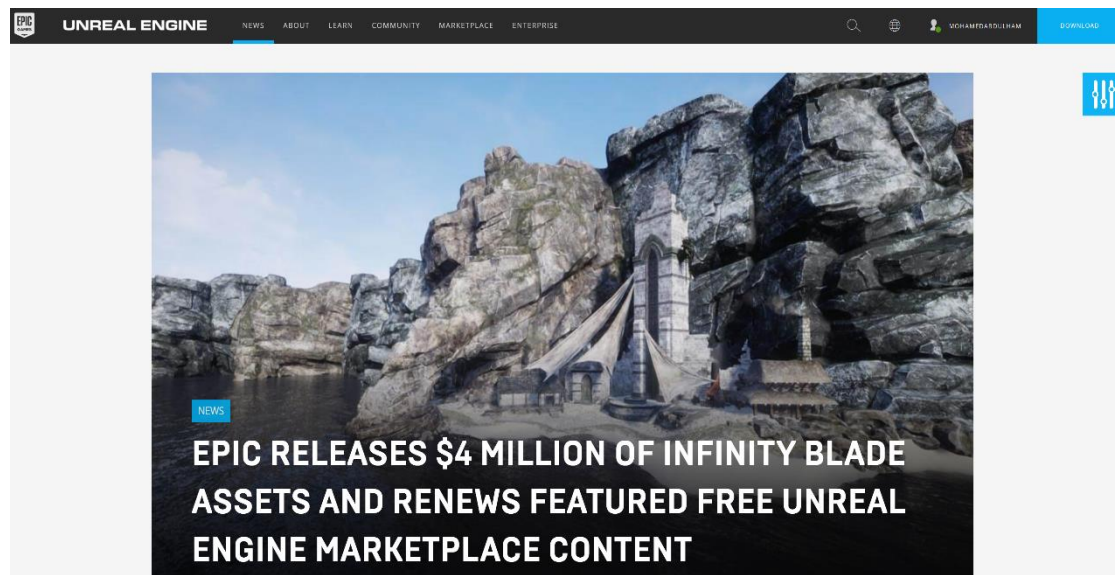 EPIC GAMES
UNREAL ENGINE NEWS ABOUT LEARN COMMUNITY MARKETPLACE ENTERPRISE MOHAMEDABDULHAM DOWNLOAD
NEWS
EPIC RELEASES $4 MILLION OF INFINITY BLADE
ASSETS AND RENEWS FEATURED FREE UNREAL
ENGINE MARKETPLACE CONTENT